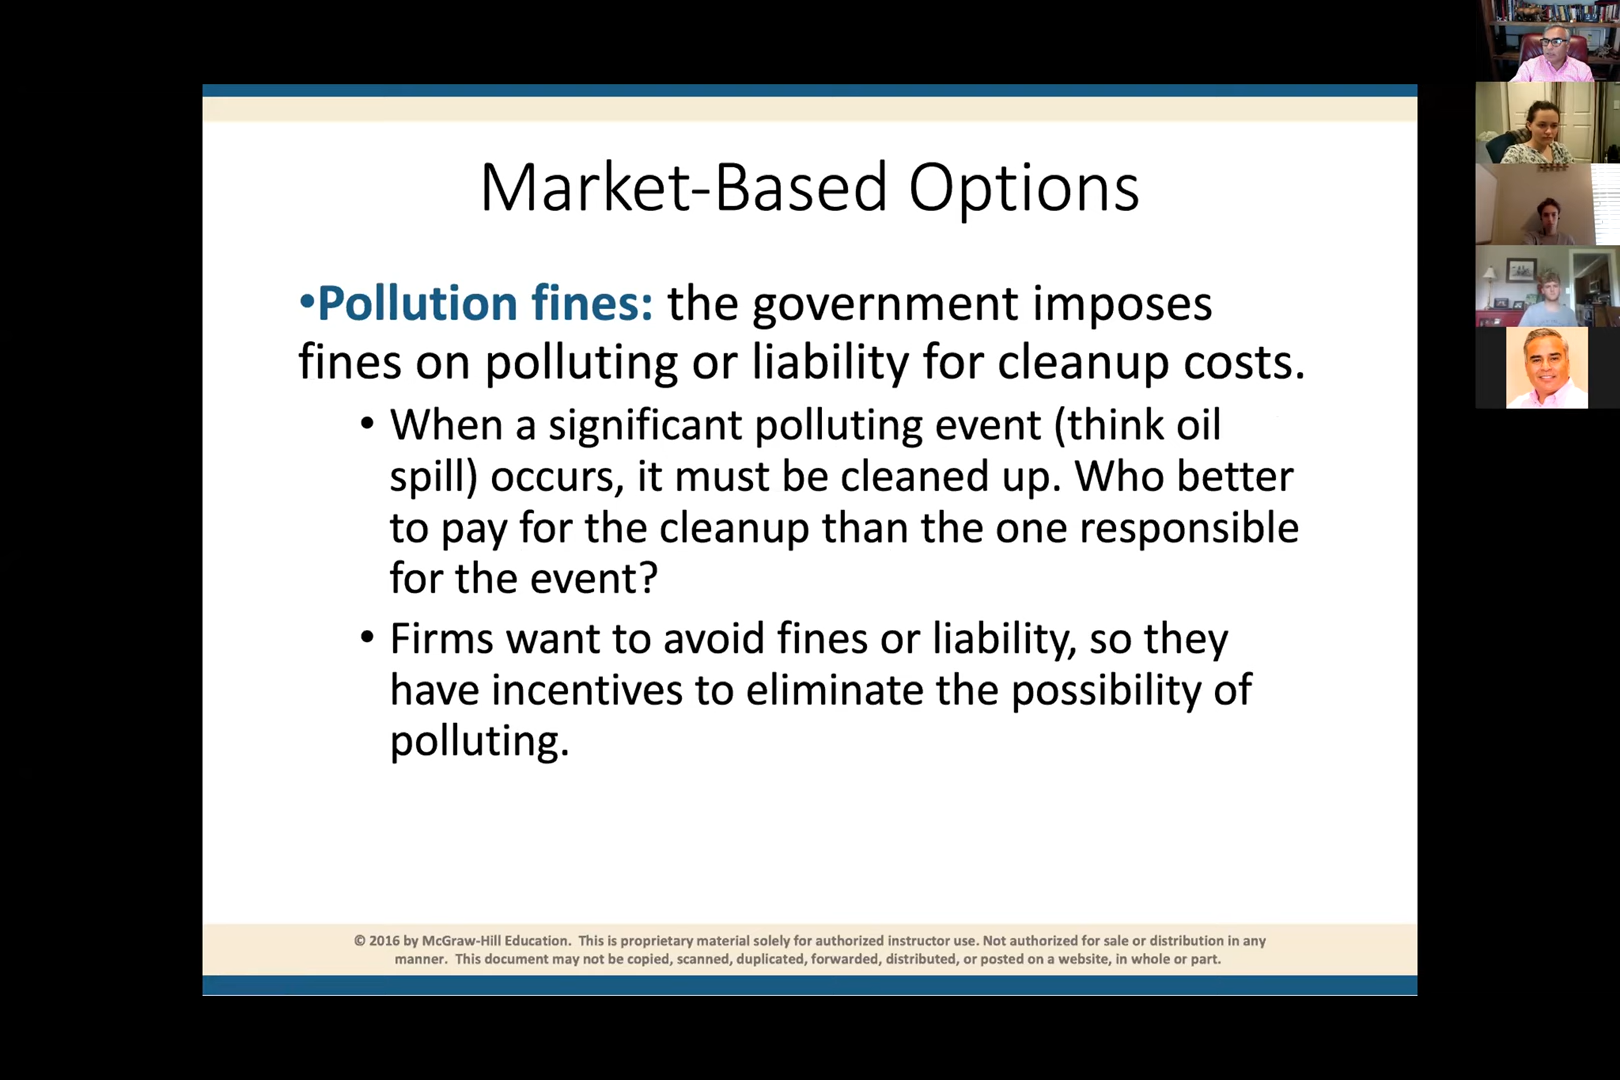 Market-Based Options
•Pollution fines: the government imposes
fines on polluting or liability for cleanup costs.
• When a significant polluting event (think oil
spill) occurs, it must be cleaned up. Who better
to pay for the cleanup than the one responsible
for the event?
• Firms want to avoid fines or liability, so they
have incentives to eliminate the possibility of
polluting.
© 2016 by McGraw-Hill Education. This is proprietary material solely for authorized instructor use. Not authorized for sale or distribution in any
manner. This document may not be copied, scanned, duplicated, forwarded, distributed, or posted on a website, in whole or part.